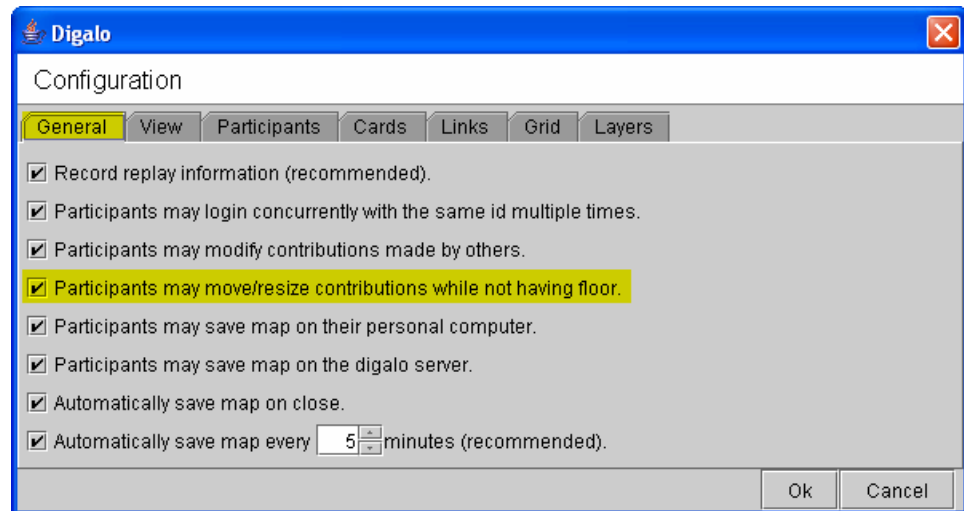 Digalo
Configuration
General View Participants Cards Links Grid Layers
Record replay information (recommended).
Participants may login concurrently with the same id multiple times.
Participants may modify contributions made by others.
Participants may move/resize contributions while not having floor.
Participants may save map on their personal computer.
Participants may save map on the digalo server.
Automatically save map on close.
Automatically save map every 5 minutes (recommended).
Ok Cancel